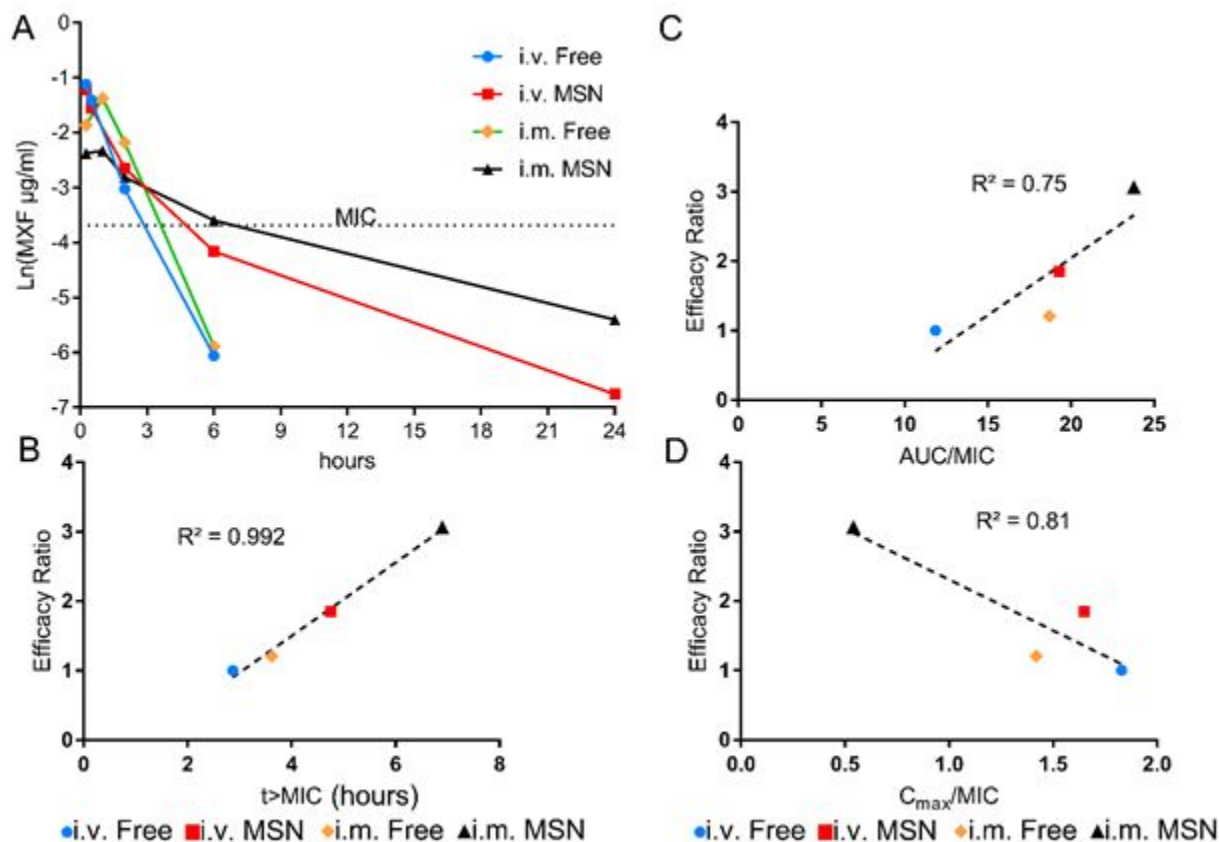 A
Ln(MXF µg/ml)
0
-1
-2
-3
-4
-5
-6
-7
i.v. Free
i.v. MSN
i.m. Free
i.m. MSN
MIC
0 3 6 9 12 15 18 21 24
hours
C
Efficacy Ratio
4
3
2
1
0
R² = 0.75
0 5 10 15 20 25
AUC/MIC
B
Efficacy Ratio
4
3
2
1
0
R² = 0.992
0 2 4 6 8
t>MIC (hours)
i.v. Free i.v. MSN i.m. Free i.m. MSN
D
Efficacy Ratio
4
3
2
1
0
R² = 0.81
0.0 0.5 1.0 1.5 2.0
Cmax/MIC
i.v. Free i.v. MSN i.m. Free i.m. MSN